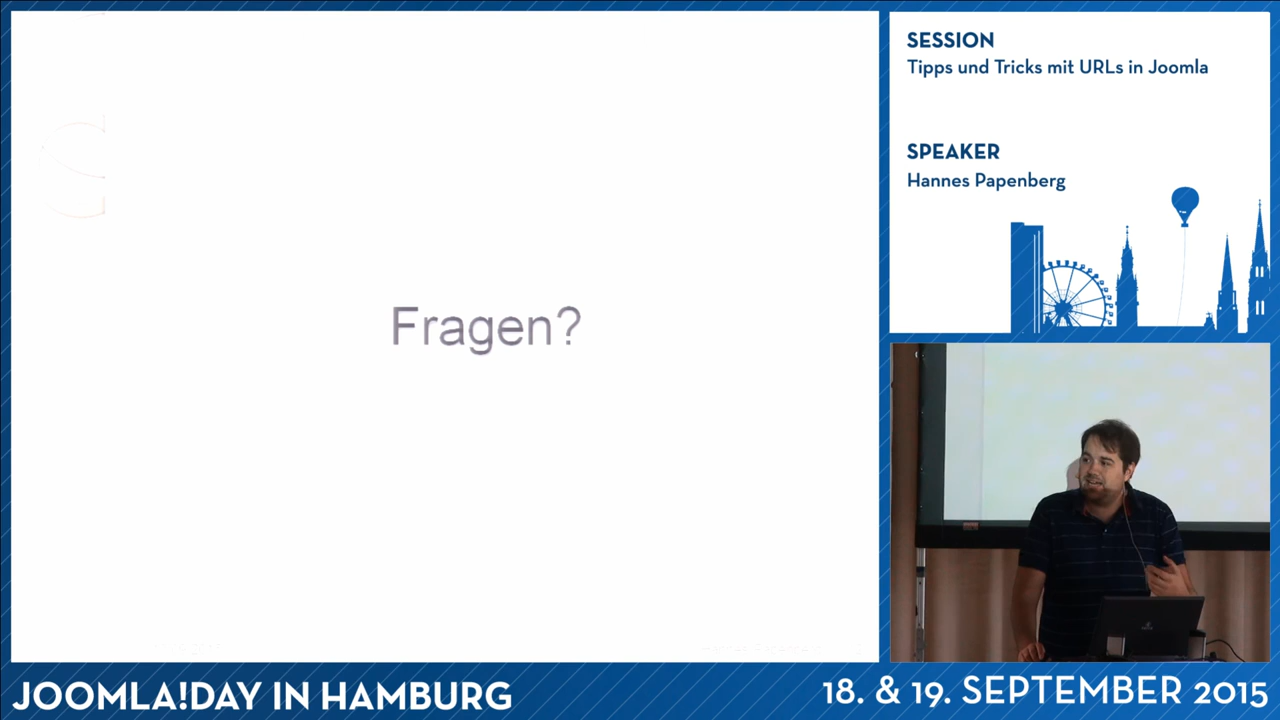 SESSION
Tipps und Tricks mit URLs in Joomla
SPEAKER
Hannes Papenberg
Fragen?
JOOMLA!DAY IN HAMBURG
18. & 19. SEPTEMBER 2015